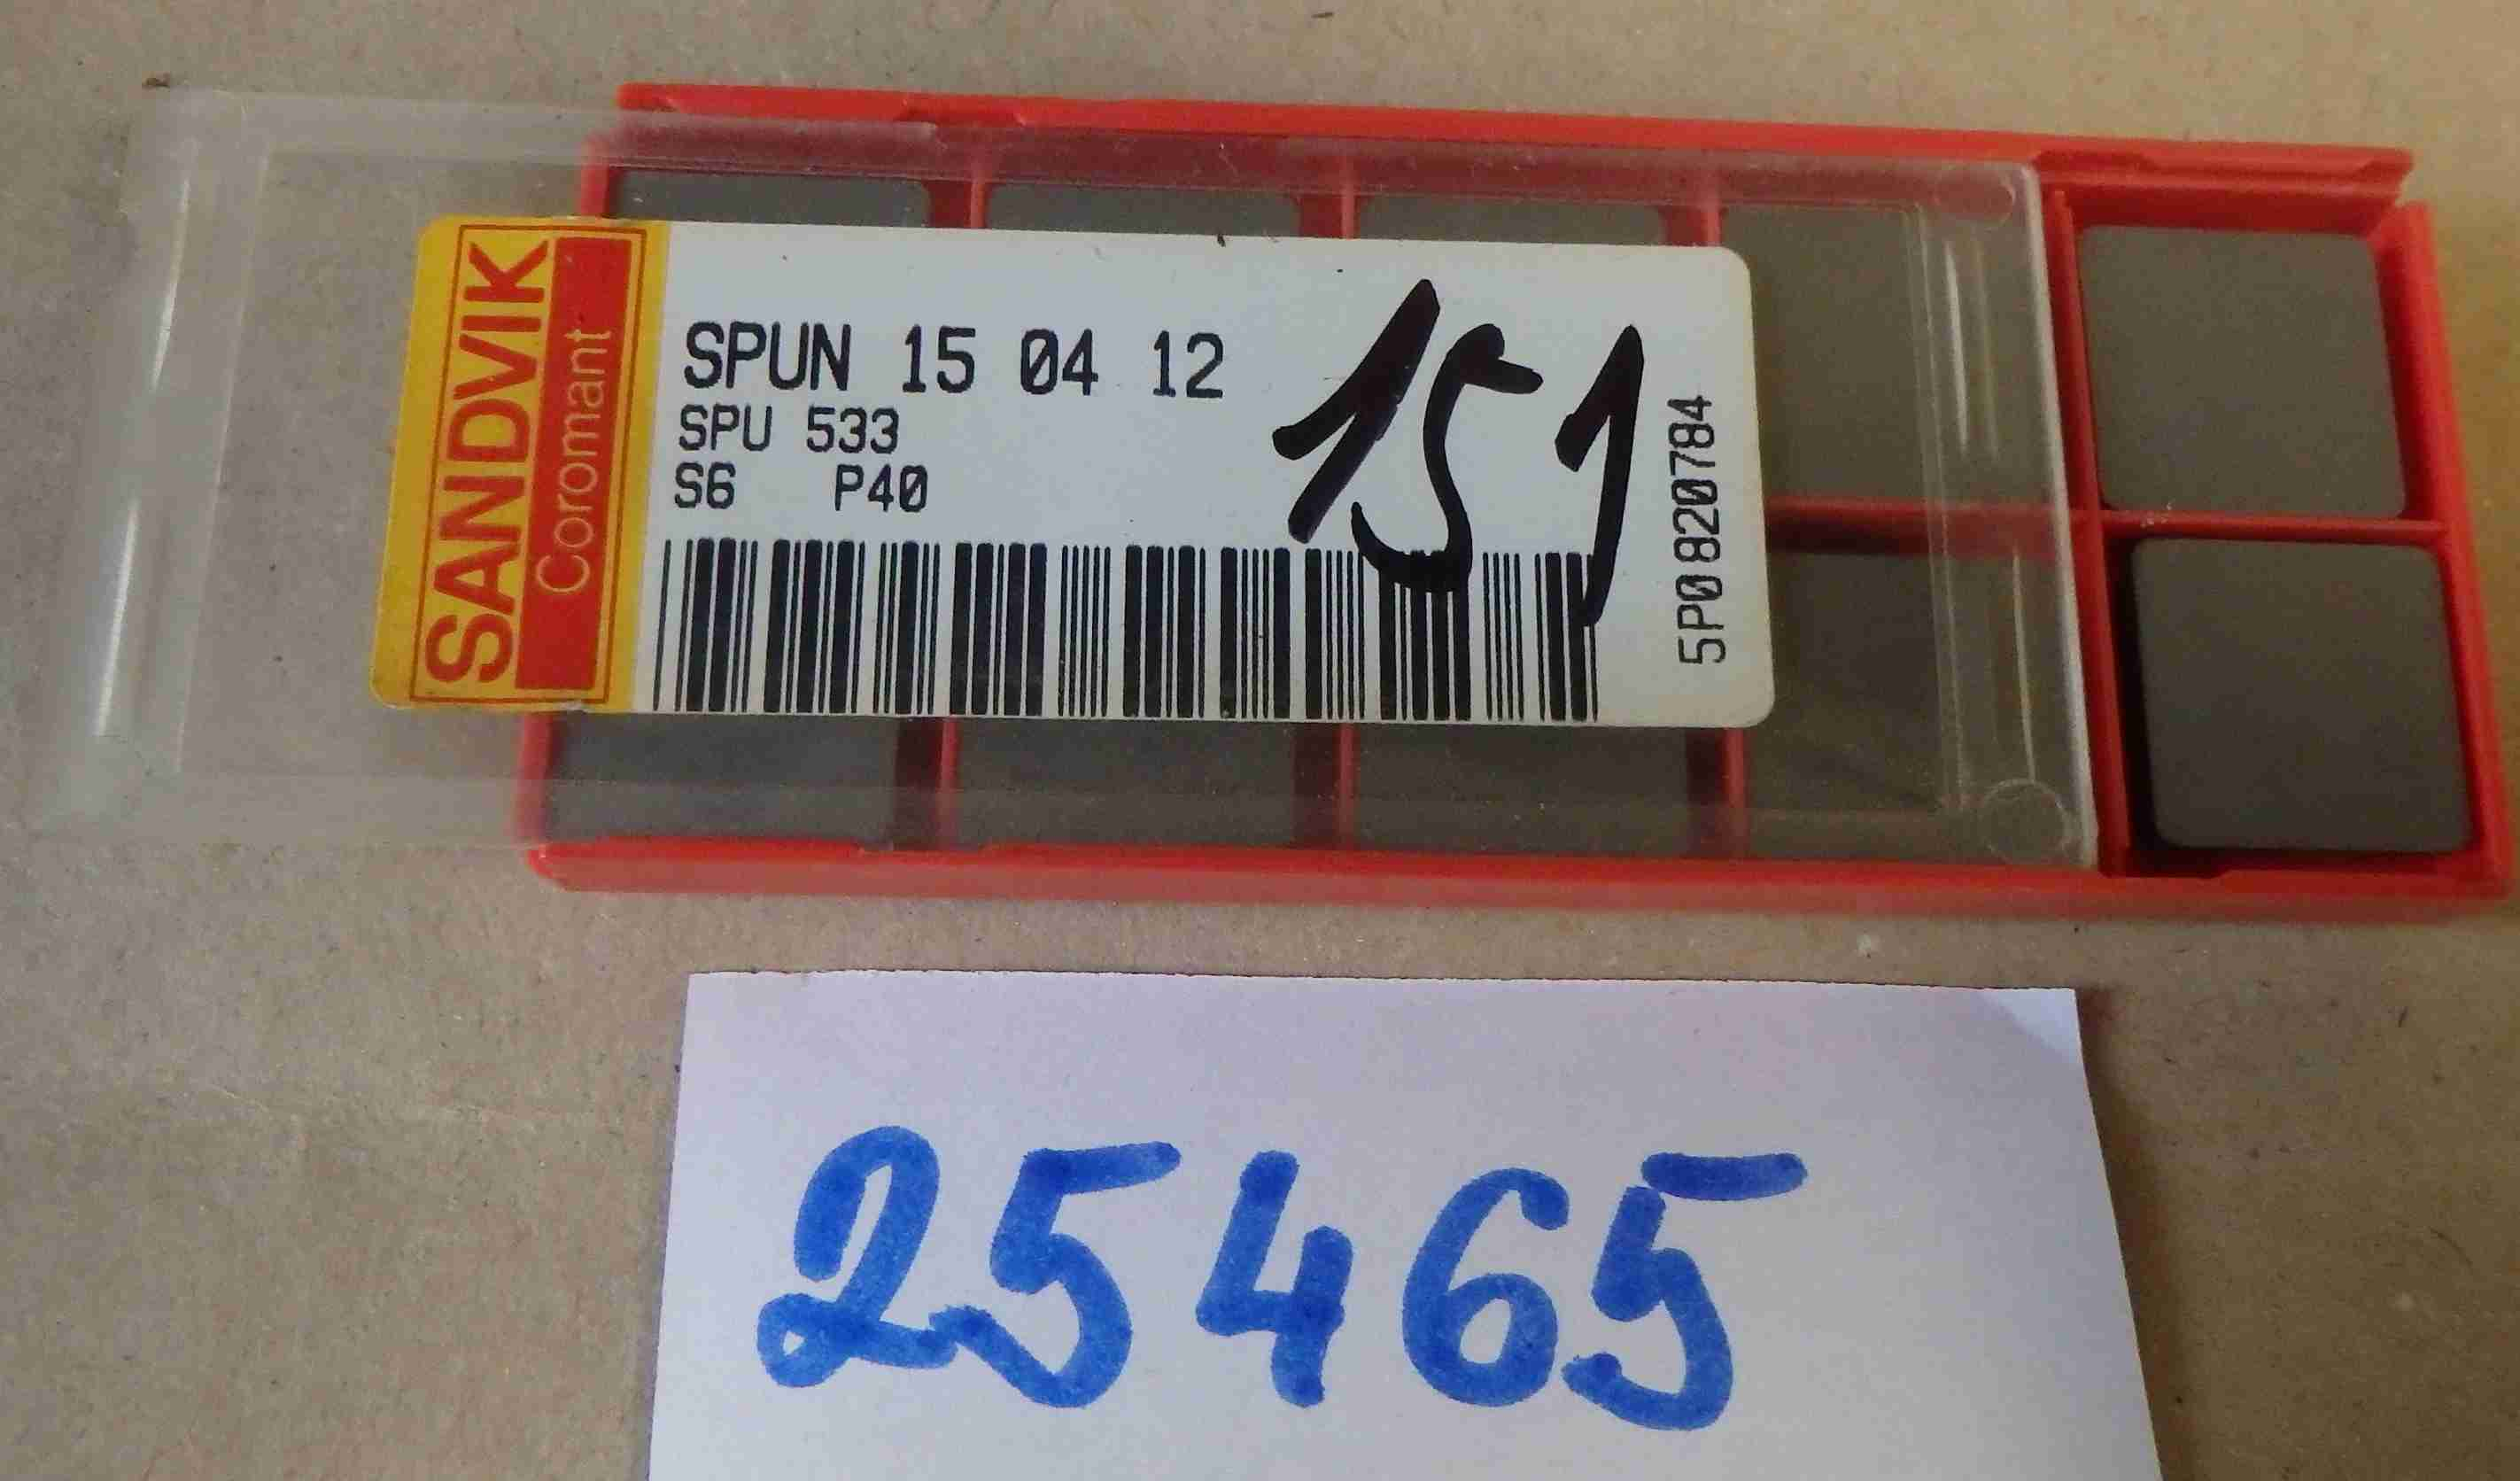 SANDVIK
Coromant
SPUN 15 04 12
SPU 533
S6 P40
151
5P0820784
25465